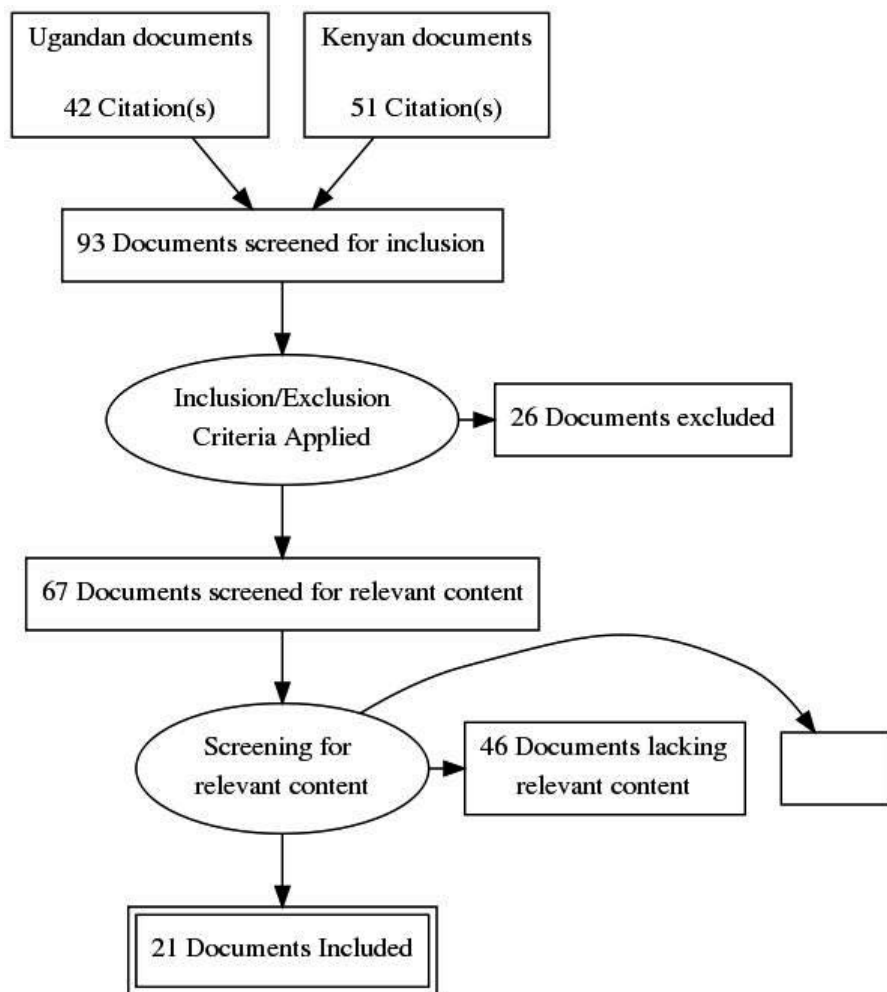 Ugandan documents
42 Citation(s)
Kenyan documents
51 Citation(s)
93 Documents screened for inclusion
Inclusion/Exclusion
Criteria Applied
26 Documents excluded
67 Documents screened for relevant content
Screening for
relevant content
46 Documents lacking
relevant content
21 Documents Included